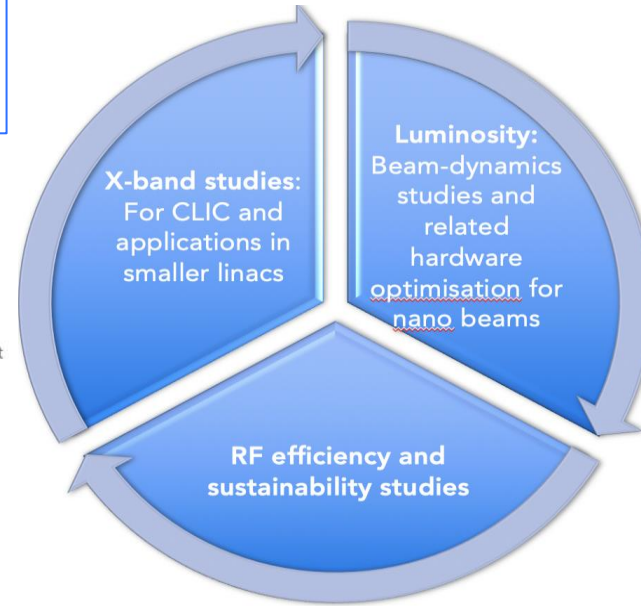 X-band studies:
For CLIC and
applications in
smaller linacs
Luminosity:
Beam-dynamics
studies and
related
hardware
optimisation for
nano beams
t
RF efficiency and
sustainability studies